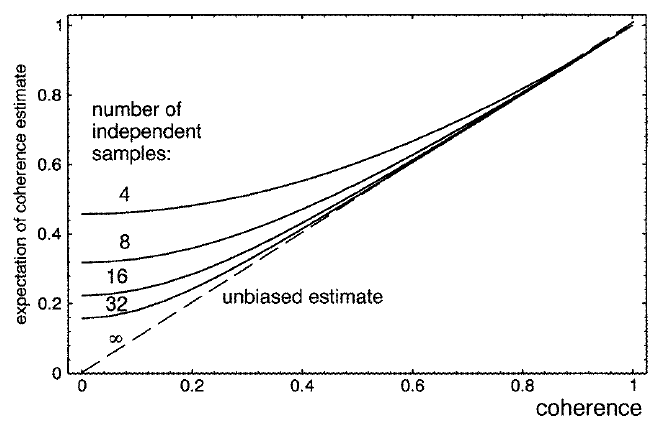 expectation of coherence estimate
1
0.8
0.6
0.4
0.2
0
number of
independent
samples:
4
8
16
32
∞
unbiased estimate
0 0.2 0.4 0.6 0.8 1
coherence